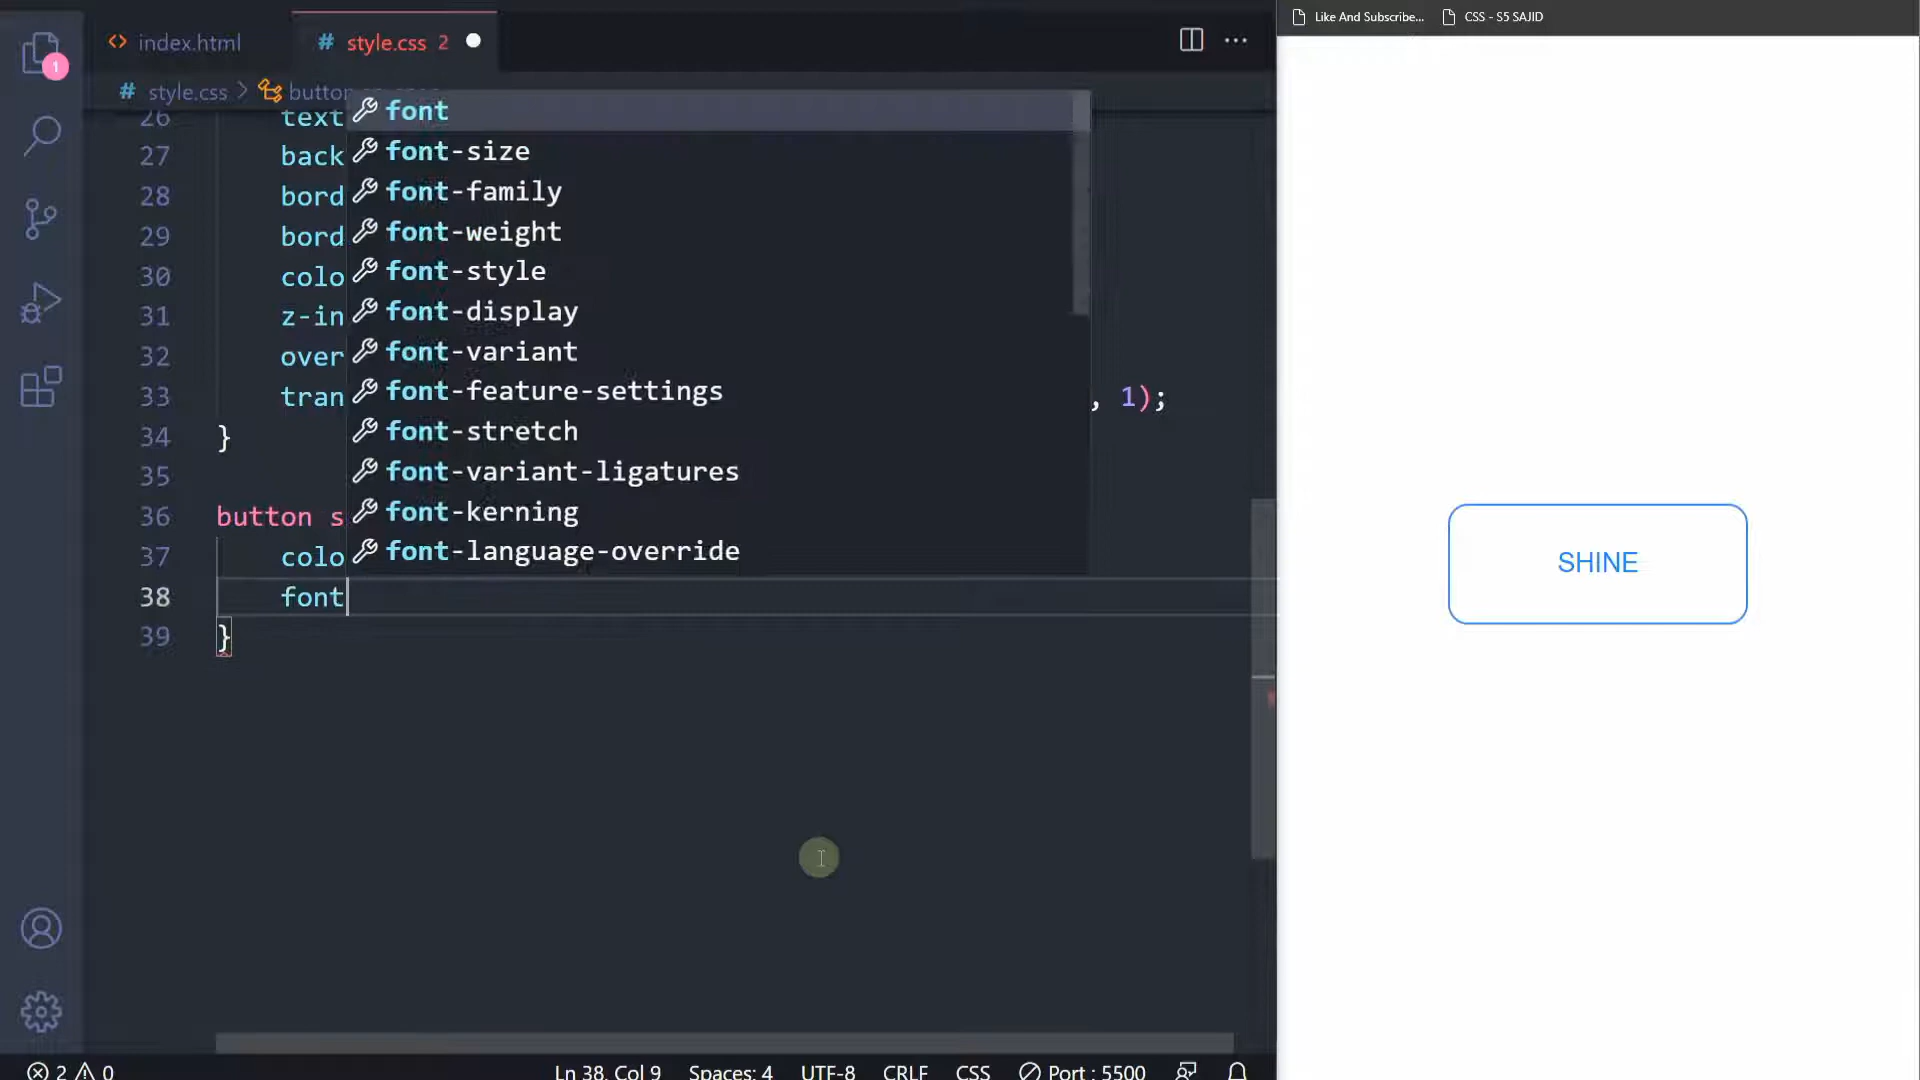 index.html
# style.css 2
Like And Subscribe...
CSS - S5 SAJID
# style.css > button
26 text
27 back
28 bord
29 bord
30 colo
31 z-in
32 over
33 tran , 1);
34 }
35
36 button s
37 colo
38 font
39 }
font
font-size
font-family
font-weight
font-style
font-display
font-variant
font-feature-settings
font-stretch
font-variant-ligatures
font-kerning
font-language-override
1
SHINE
2 0
Ln 38, Col 9
Spaces: 4
UTF-8
CRLF
CSS
Port : 5500